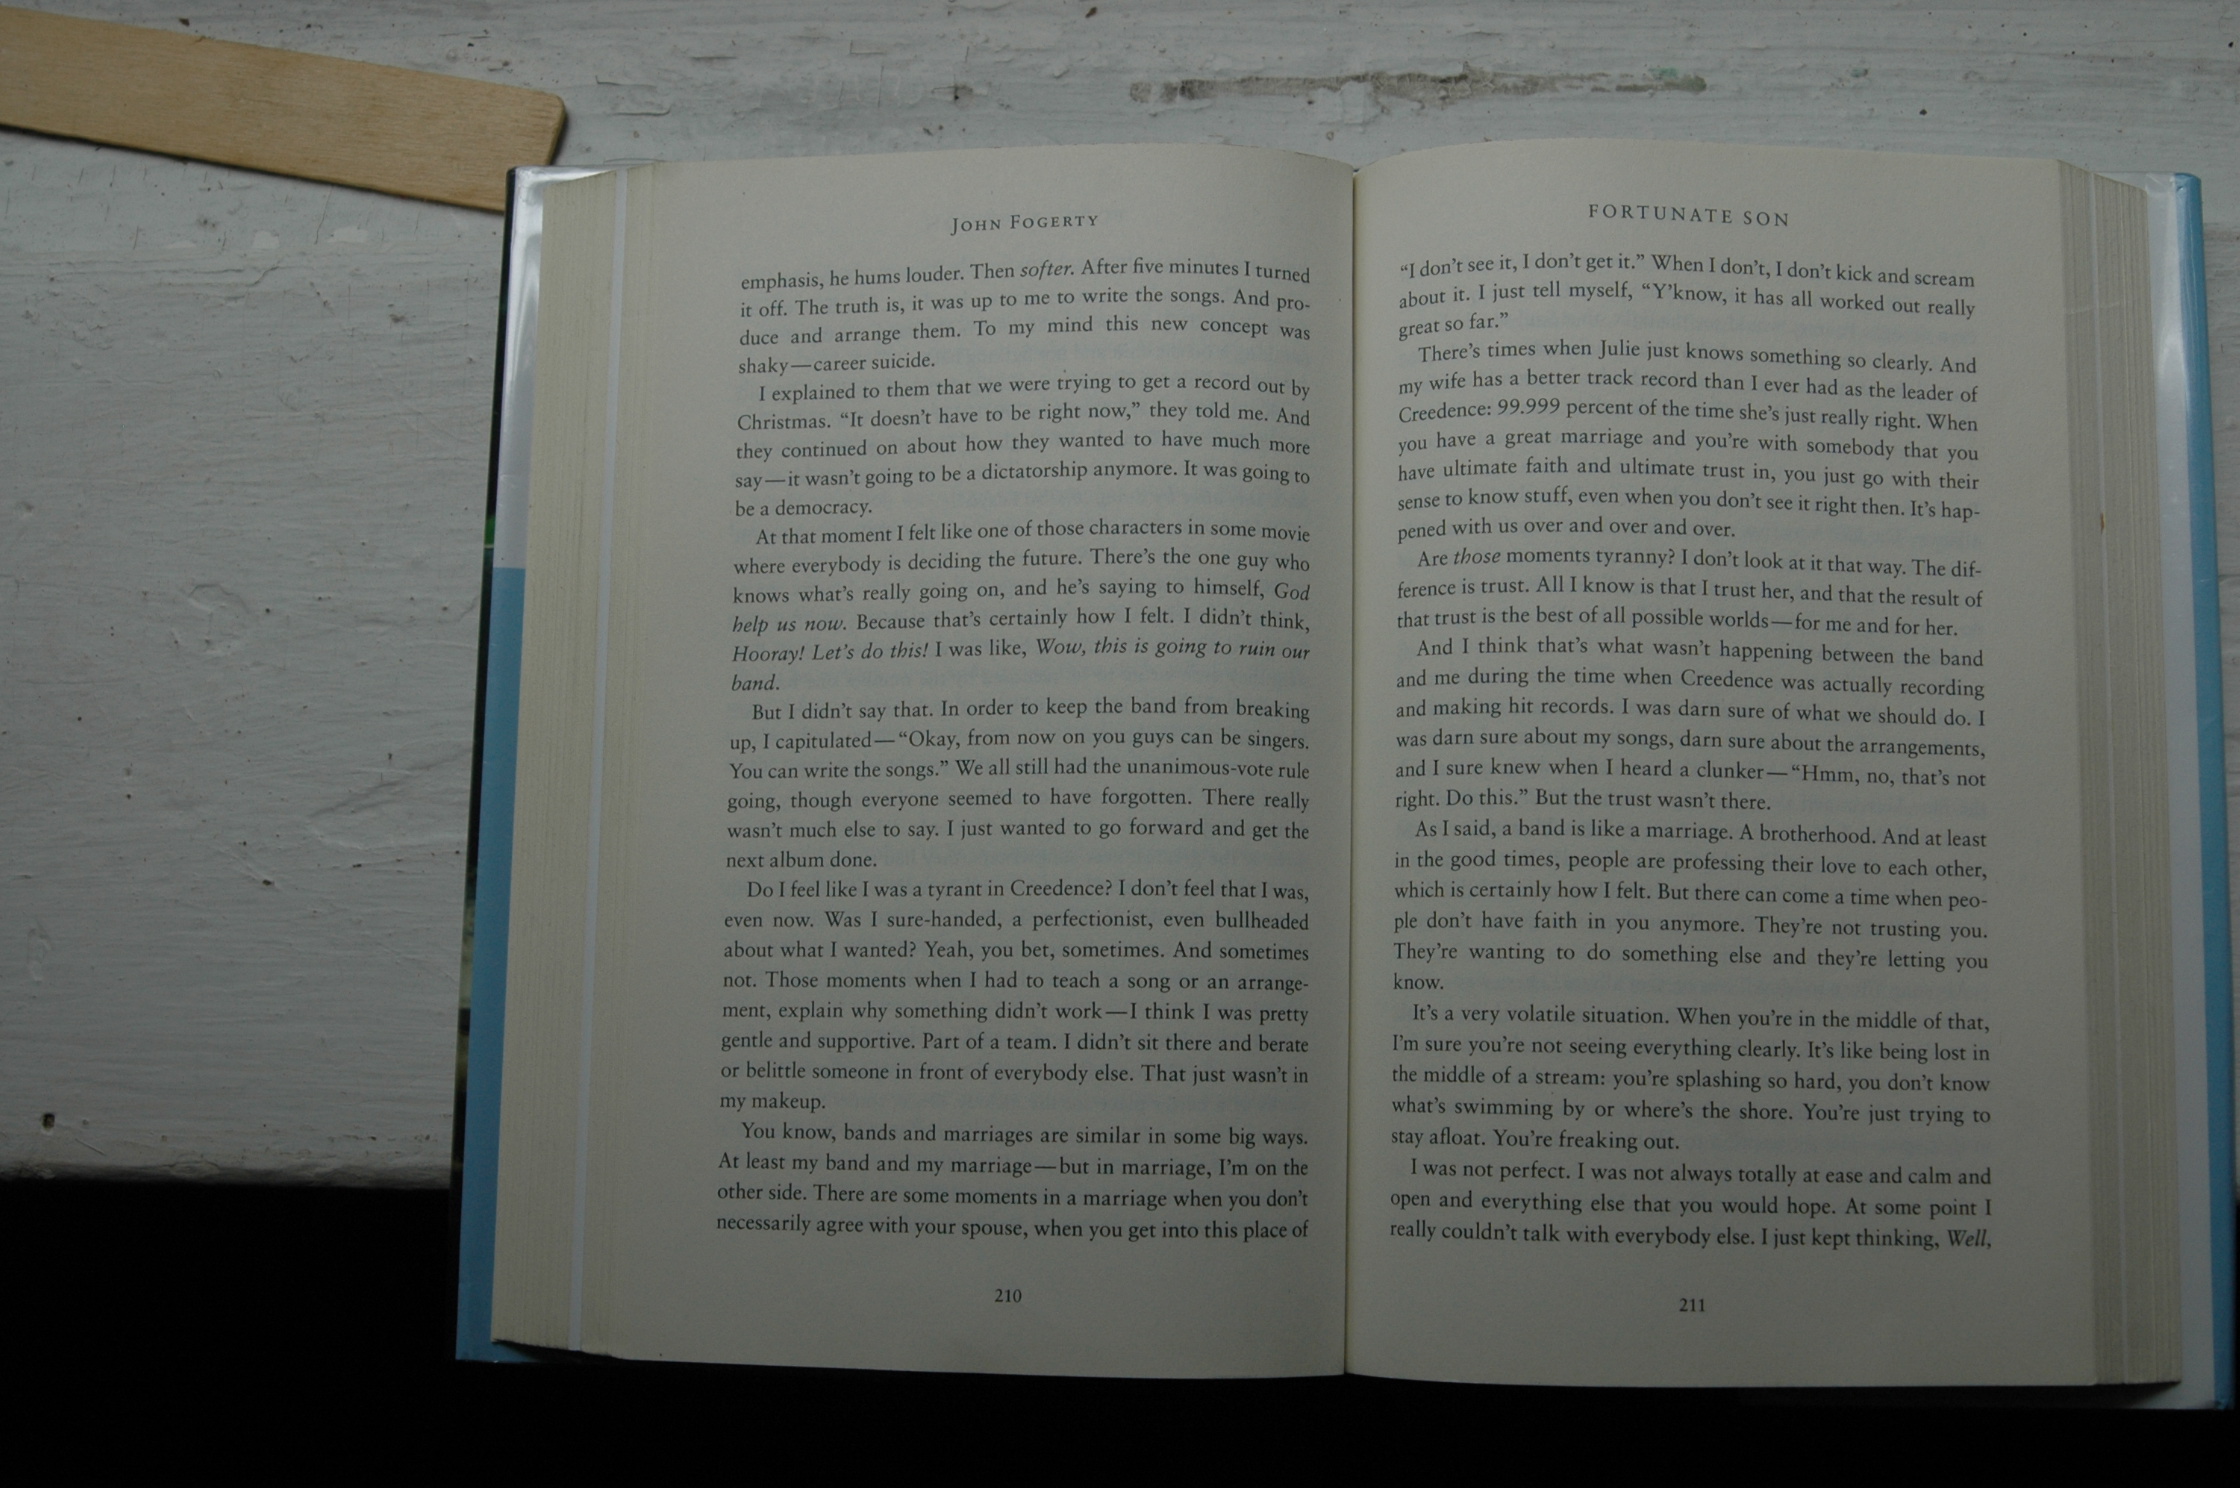 JOHN FOGERTY
emphasis, he hums louder. Then softer. After five minutes I turned
it off. The truth is, it was up to me to write the songs. And pro-
duce and arrange them. To my mind this new concept was
shaky—career suicide.
I explained to them that we were trying to get a record out by
Christmas. “It doesn’t have to be right now,” they told me. And
they continued on about how they wanted to have much more
say—it wasn’t going to be a dictatorship anymore. It was going to
be a democracy.
At that moment I felt like one of those characters in some movie
where everybody is deciding the future. There’s the one guy who
knows what’s really going on, and he’s saying to himself, God
help us now. Because that’s certainly how I felt. I didn’t think,
Hooray! Let’s do this! I was like, Wow, this is going to ruin our
band.
But I didn’t say that. In order to keep the band from breaking
up, I capitulated—“Okay, from now on you guys can be singers.
You can write the songs.” We all still had the unanimous-vote rule
going, though everyone seemed to have forgotten. There really
wasn’t much else to say. I just wanted to go forward and get the
next album done.
Do I feel like I was a tyrant in Creedence? I don’t feel that I was,
even now. Was I sure-handed, a perfectionist, even bullheaded
about what I wanted? Yeah, you bet, sometimes. And sometimes
not. Those moments when I had to teach a song or an arrange-
ment, explain why something didn’t work—I think I was pretty
gentle and supportive. Part of a team. I didn’t sit there and berate
or belittle someone in front of everybody else. That just wasn’t in
my makeup.
You know, bands and marriages are similar in some big ways.
At least my band and my marriage—but in marriage, I’m on the
other side. There are some moments in a marriage when you don’t
necessarily agree with your spouse, when you get into this place of
210
FORTUNATE SON
“I don’t see it, I don’t get it.” When I don’t, I don’t kick and scream
about it. I just tell myself, “Y’know, it has all worked out really
great so far.”
There’s times when Julie just knows something so clearly. And
my wife has a better track record than I ever had as the leader of
Creedence: 99.999 percent of the time she’s just really right. When
you have a great marriage and you’re with somebody that you
have ultimate faith and ultimate trust in, you just go with their
sense to know stuff, even when you don’t see it right then. It’s hap-
pened with us over and over and over.
Are those moments tyranny? I don’t look at it that way. The dif-
ference is trust. All I know is that I trust her, and that the result of
that trust is the best of all possible worlds—for me and for her.
And I think that’s what wasn’t happening between the band
and me during the time when Creedence was actually recording
and making hit records. I was darn sure of what we should do. I
was darn sure about my songs, darn sure about the arrangements,
and I sure knew when I heard a clunker—“Hmm, no, that’s not
right. Do this.” But the trust wasn’t there.
As I said, a band is like a marriage. A brotherhood. And at least
in the good times, people are professing their love to each other,
which is certainly how I felt. But there can come a time when peo-
ple don’t have faith in you anymore. They’re not trusting you.
They’re wanting to do something else and they’re letting you
know.
It’s a very volatile situation. When you’re in the middle of that,
I’m sure you’re not seeing everything clearly. It’s like being lost in
the middle of a stream: you’re splashing so hard, you don’t know
what’s swimming by or where’s the shore. You’re just trying to
stay afloat. You’re freaking out.
I was not perfect. I was not always totally at ease and calm and
open and everything else that you would hope. At some point I
really couldn’t talk with everybody else. I just kept thinking, Well,
211